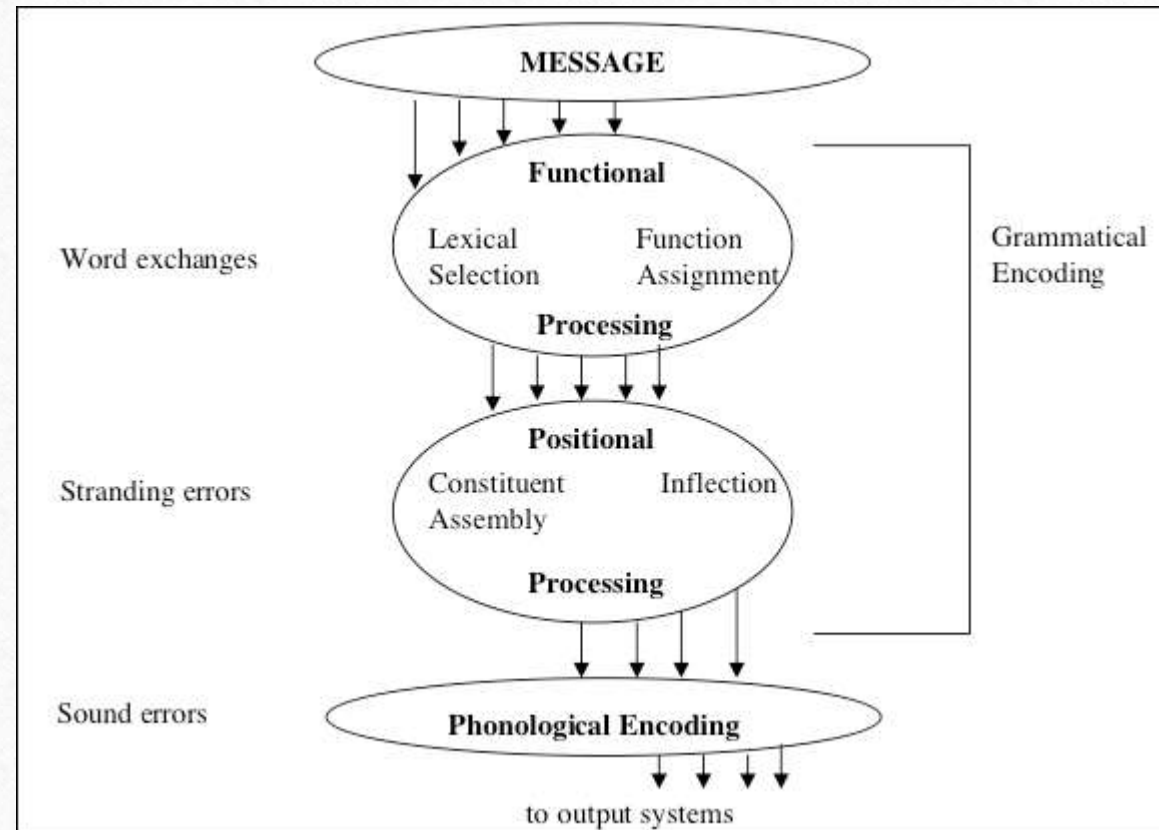 MESSAGE
Functional
Lexical
Selection
Function
Assignment
Processing
Word exchanges
Grammatical
Encoding
Positional
Constituent
Assembly
Inflection
Processing
Stranding errors
Sound errors
Phonological Encoding
to output systems